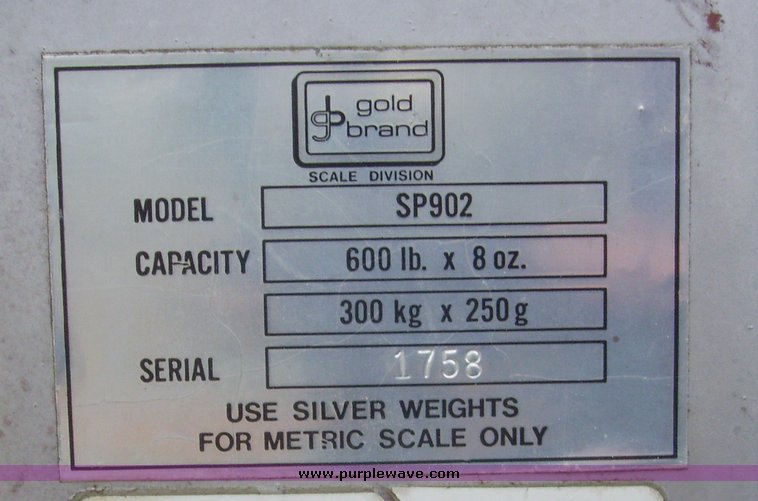 gb gold
brand
SCALE DIVISION
MODEL SP902
CAPACITY 600 lb. x 8 oz.
300 kg x 250 g
SERIAL 1758
USE SILVER WEIGHTS
FOR METRIC SCALE ONLY
www.purplewave.com